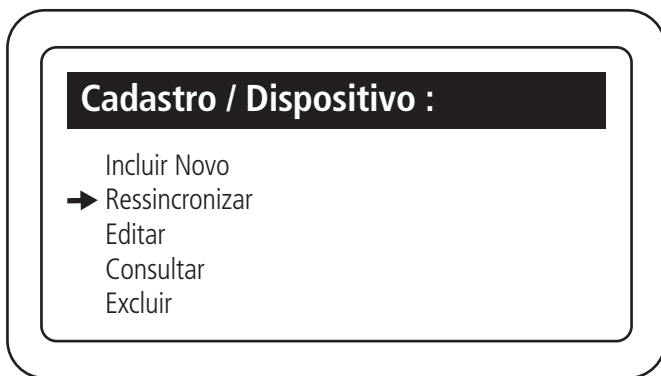 Cadastro / Dispositivo :
Incluir Novo
Ressincronizar
Editar
Consultar
Excluir